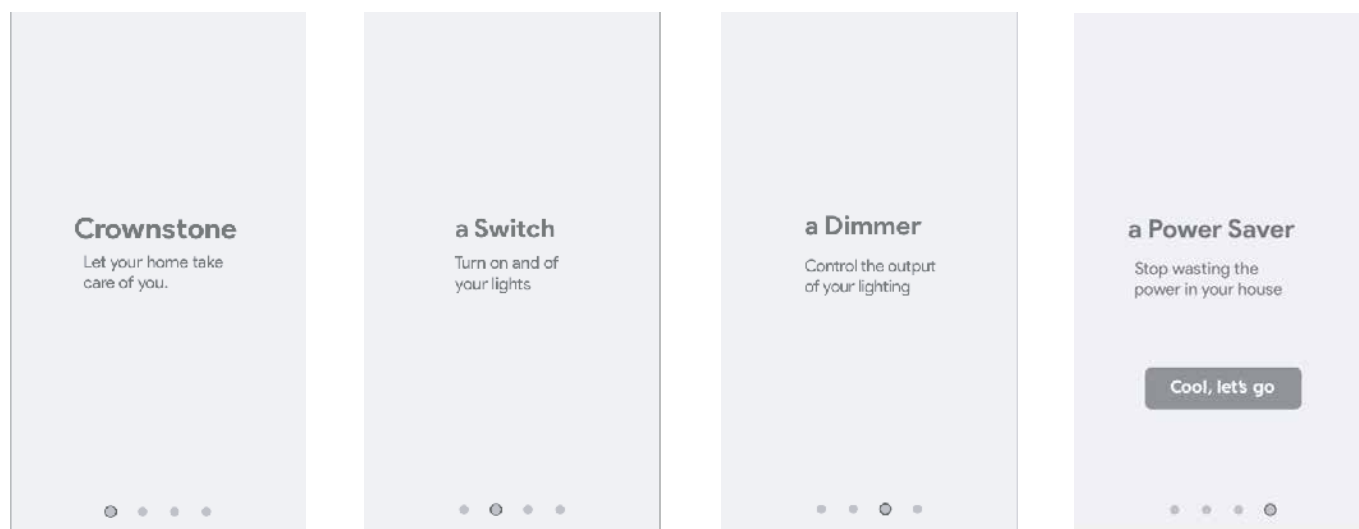 Crownstone
Let your home take
care of you.
a Switch
Turn on and of
your lights
a Dimmer
Control the output
of your lighting
a Power Saver
Stop wasting the
power in your house
Cool, let's go